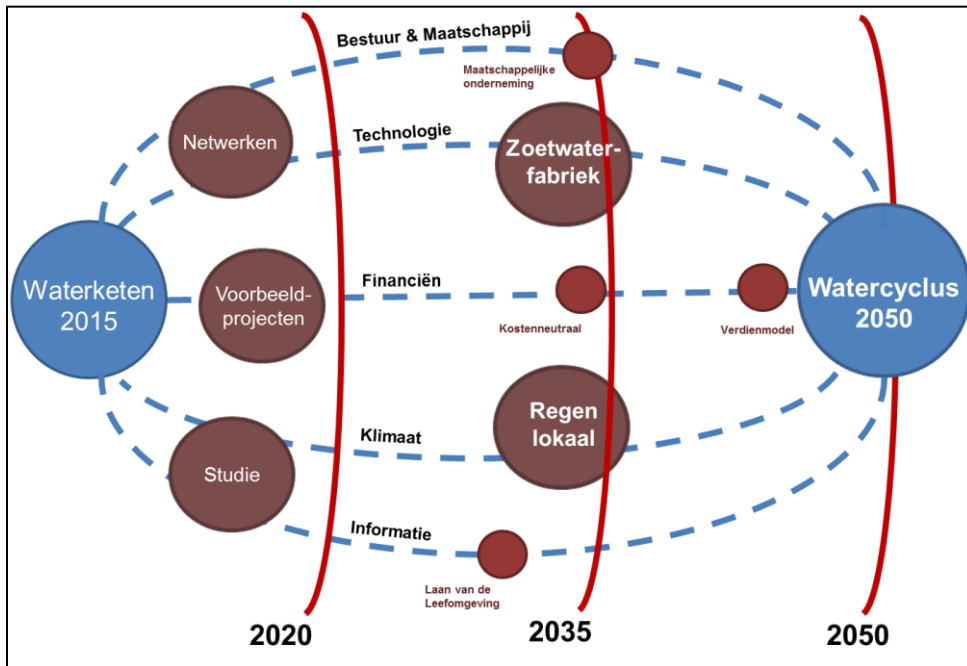 Bestuur & Maatschappij
Maatschappelijke
onderneming
Netwerken
Technologie
Zoetwater-
fabriek
Waterketen
2015
Voorbeeld-
projecten
Financiën
Kostenneutraal
Verdienmodel
Watercyclus
2050
Regen
lokaal
Klimaat
Studie
Informatie
Laan van de
Leefomgeving
2020
2035
2050